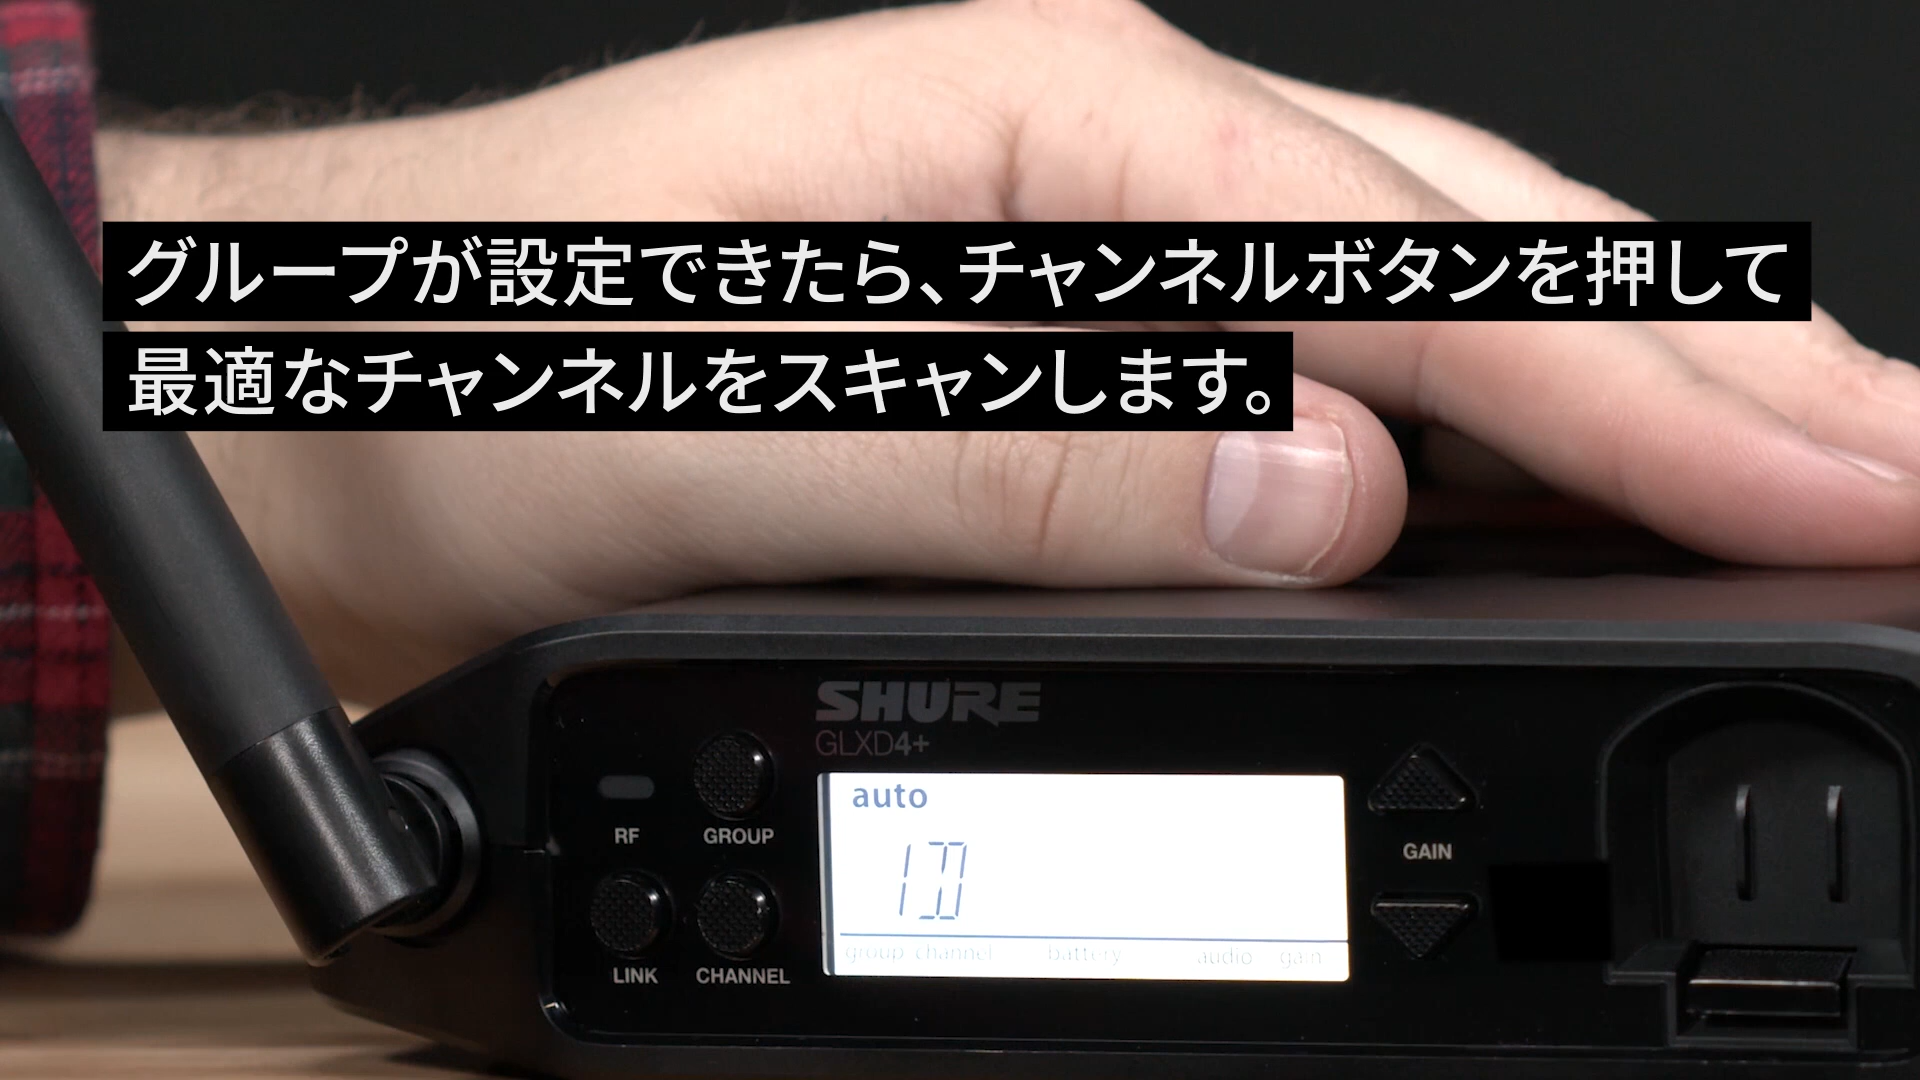 グループが設定できたら、チャンネルボタンを押して
最適なチャンネルをスキャンします。
SHURE
GLXD4+
auto
RF
GROUP
GAIN
group channel battery audio gain
LINK
CHANNEL